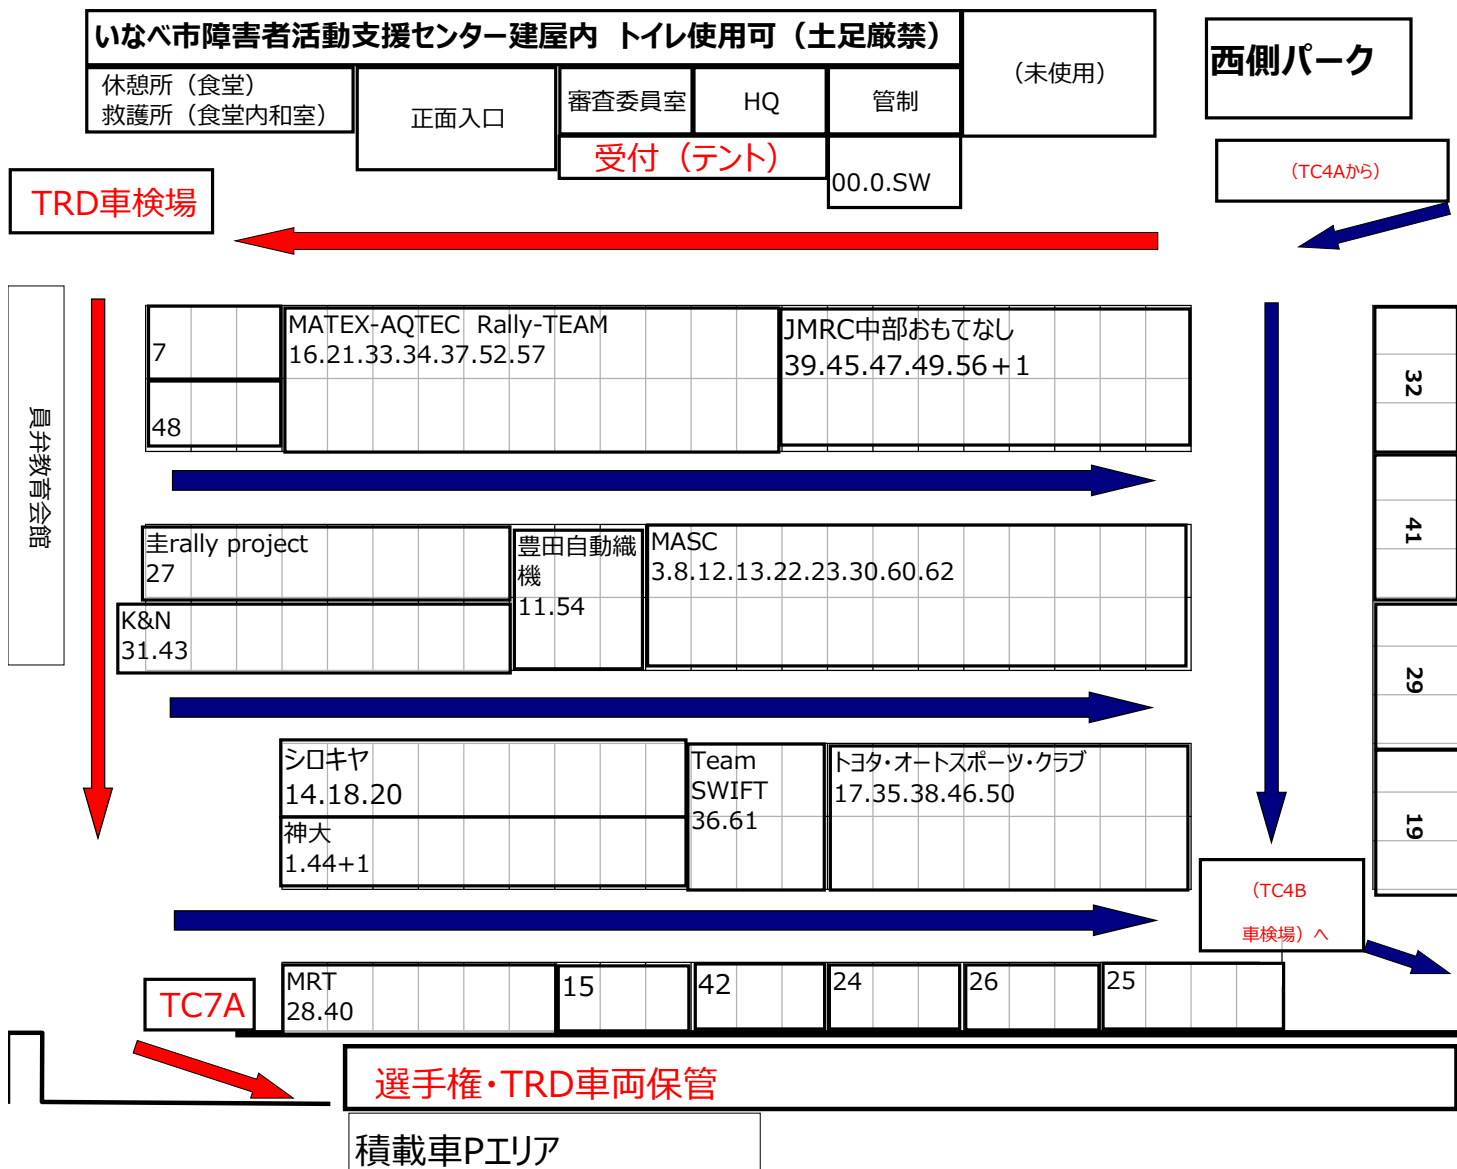 いなべ市障害者活動支援センター建屋内 トイレ使用可（土足厳禁）
休憩所（食堂）
救護所（食堂内和室）
正面入口
審査委員室
HQ
管制
（未使用）
西側パーク
受付（テント）
00.0.SW
（TC4Aから）
TRD車検場
員弁教育会館
7
48
MATEX-AQTEC Rally-TEAM
16.21.33.34.37.52.57
JMRC中部おもてなし
39.45.47.49.56+1
32
圭rally project
27
K&N
31.43
豊田自動織
機
11.54
MASC
3.8.12.13.22.23.30.60.62
41
29
シロキヤ
14.18.20
神大
1.44+1
Team
SWIFT
36.61
トヨタ・オートスポーツ・クラブ
17.35.38.46.50
19
（TC4B
車検場）へ
TC7A
MRT
28.40
15
42
24
26
25
選手権・TRD車両保管
積載車Pエリア